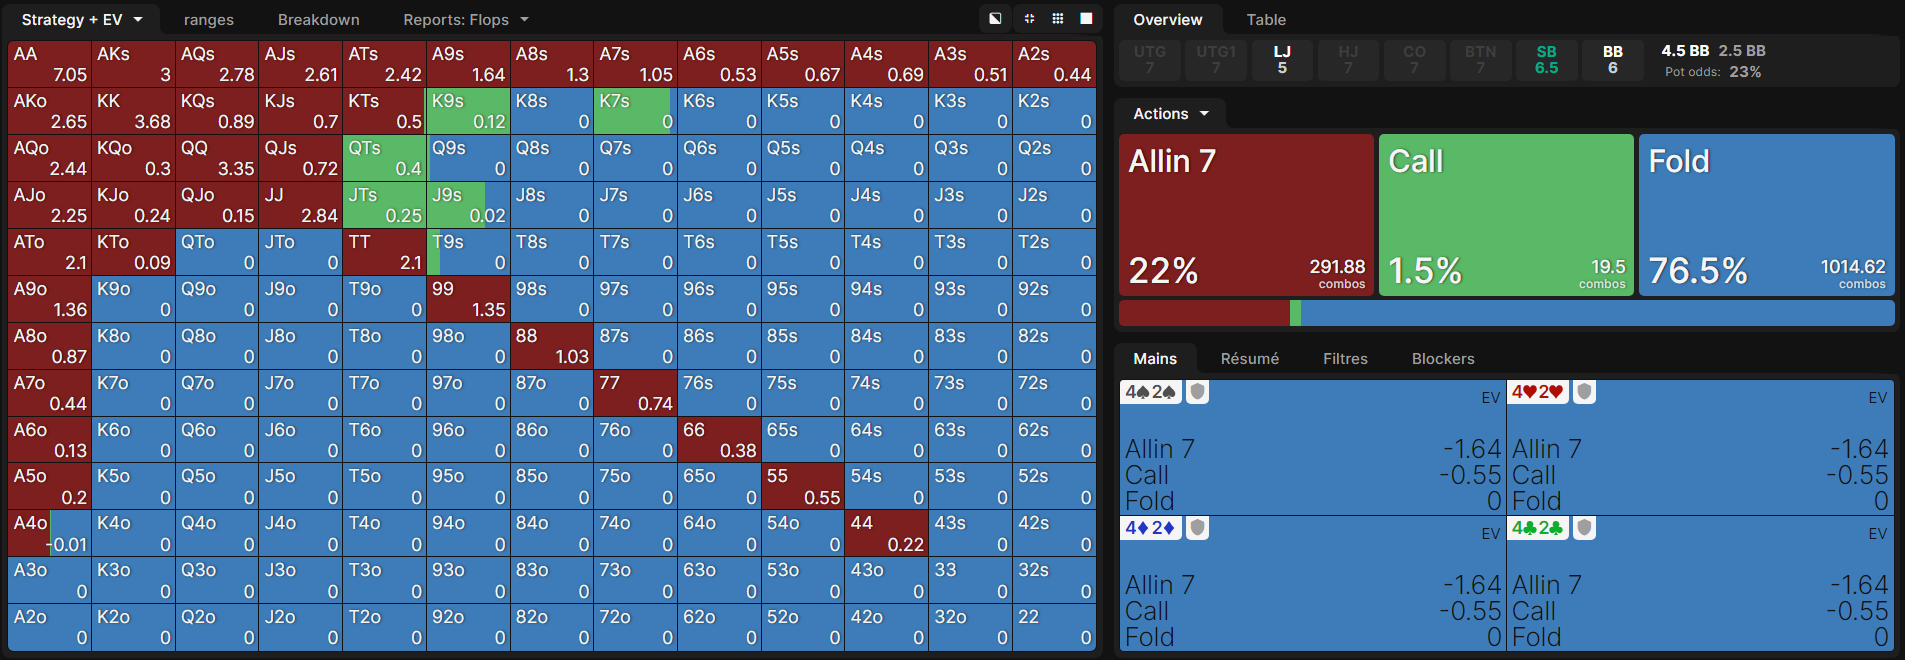 Strategy + EV ranges Breakdown Reports: Flops
AA 7.05 AKs 3 AQs 2.78 AJs 2.61 ATs 2.42 A9s 1.64 A8s 1.3 A7s 1.05 A6s 0.53 A5s 0.67 A4s 0.69 A3s 0.51 A2s 0.44
AKo 2.65 KK 3.68 KQs 0.89 KJs 0.7 KTs 0.5 K9s 0.12 K8s 0 K7s 0 K6s 0 K5s 0 K4s 0 K3s 0 K2s 0
AQo 2.44 KQo 0.3 QQ 3.35 QJs 0.72 QTs 0.4 Q9s 0 Q8s 0 Q7s 0 Q6s 0 Q5s 0 Q4s 0 Q3s 0 Q2s 0
AJo 2.25 KJo 0.24 QJo 0.15 JJ 2.84 JTs 0.25 J9s 0.02 J8s 0 J7s 0 J6s 0 J5s 0 J4s 0 J3s 0 J2s 0
ATo 2.1 KTo 0.09 QTo 0 JTo 0 TT 2.1 T9s 0 T8s 0 T7s 0 T6s 0 T5s 0 T4s 0 T3s 0 T2s 0
A9o 1.36 K9o 0 Q9o 0 J9o 0 T9o 0 99 1.35 98s 0 97s 0 96s 0 95s 0 94s 0 93s 0 92s 0
A8o 0.87 K8o 0 Q8o 0 J8o 0 T8o 0 98o 0 88 1.03 87s 0 86s 0 85s 0 84s 0 83s 0 82s 0
A7o 0.44 K7o 0 Q7o 0 J7o 0 T7o 0 97o 0 87o 0 77 0.74 76s 0 75s 0 74s 0 73s 0 72s 0
A6o 0.13 K6o 0 Q6o 0 J6o 0 T6o 0 96o 0 86o 0 76o 0 66 0.38 65s 0 64s 0 63s 0 62s 0
A5o 0.2 K5o 0 Q5o 0 J5o 0 T5o 0 95o 0 85o 0 75o 0 65o 0 55 0.55 54s 0 53s 0 52s 0
A4o -0.01 K4o 0 Q4o 0 J4o 0 T4o 0 94o 0 84o 0 74o 0 64o 0 54o 0 44 0.22 43s 0 42s 0
A3o 0 K3o 0 Q3o 0 J3o 0 T3o 0 93o 0 83o 0 73o 0 63o 0 53o 0 43o 0 33 0 32s 0
A2o 0 K2o 0 Q2o 0 J2o 0 T2o 0 92o 0 82o 0 72o 0 62o 0 52o 0 42o 0 32o 0 22 0
Overview Table
UTG UTG1 LJ HJ CO BTN SB BB 4.5 BB 2.5 BB
7 7 5 7 7 7 6.5 6 Pot odds: 23%
Actions
Allin 7 Call Fold
22% 291.88 combos 1.5% 19.5 combos 76.5% 1014.62 combos
Mains Résumé Filtres Blockers
4♠2♠ EV 4♥2♥ EV
Allin 7 -1.64 Allin 7 -1.64
Call -0.55 Call -0.55
Fold 0 Fold 0
4♦2♦ EV 4♣2♣ EV
Allin 7 -1.64 Allin 7 -1.64
Call -0.55 Call -0.55
Fold 0 Fold 0